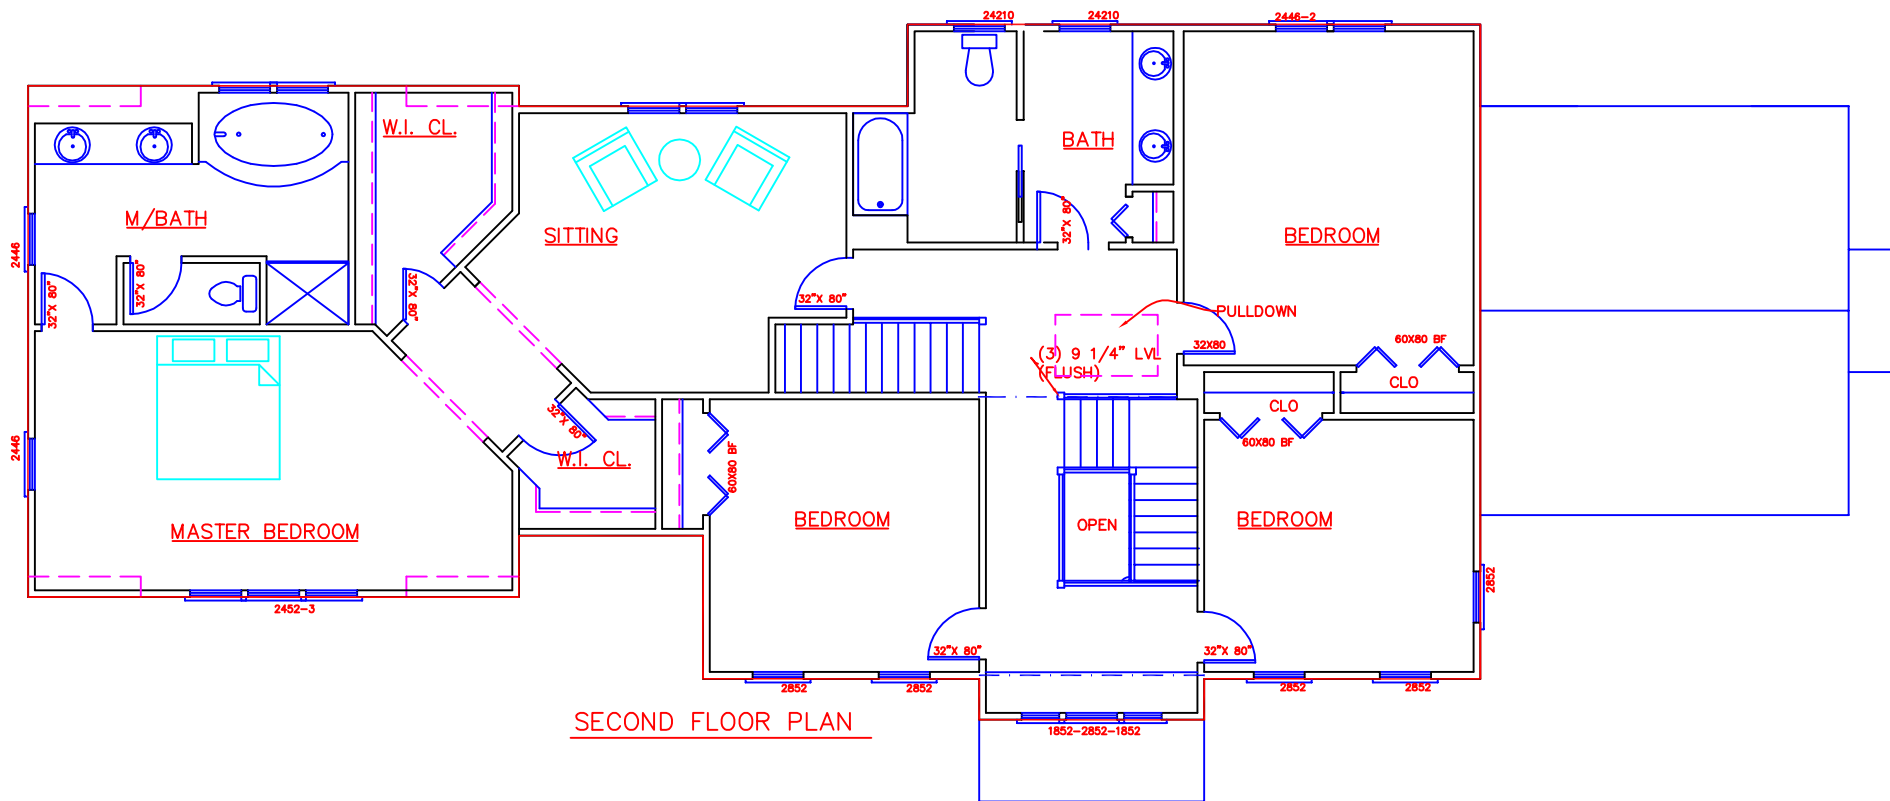 24210
24210
2446-2
W.I. CL.
BATH
M/BATH
SITTING
BEDROOM
32"X 80"
2446
32"X 80"
32"X 80"
32"X 80"
32"X 80"
PULLDOWN
(3) 9 1/4" LVL
(FLUSH)
32X80
60X80 BF
CLO
CLO
60X80 BF
32"X 80"
2446
W.I. CL.
60X80 BF
MASTER BEDROOM
BEDROOM
OPEN
BEDROOM
2852
2452-3
32"X 80"
32"X 80"
2852
2852
2852
2852
SECOND FLOOR PLAN
1852-2852-1852